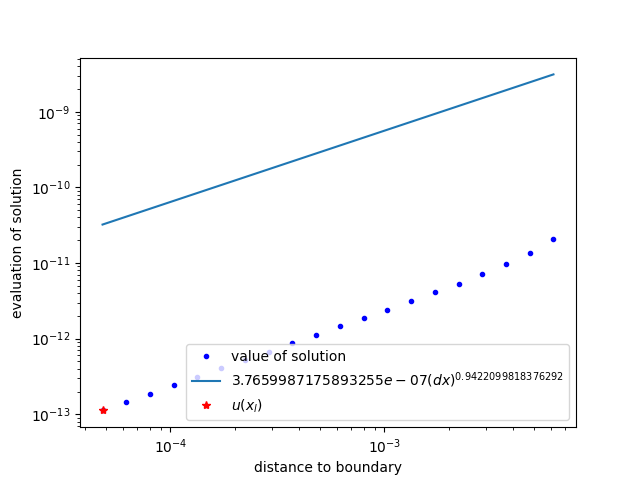 10⁻⁹
10⁻¹⁰
10⁻¹¹
10⁻¹²
10⁻¹³
evaluation of solution
value of solution
3.7659987175893255e − 07(dx)^0.9422099818376292
u(x_l)
10⁻⁴
10⁻³
distance to boundary